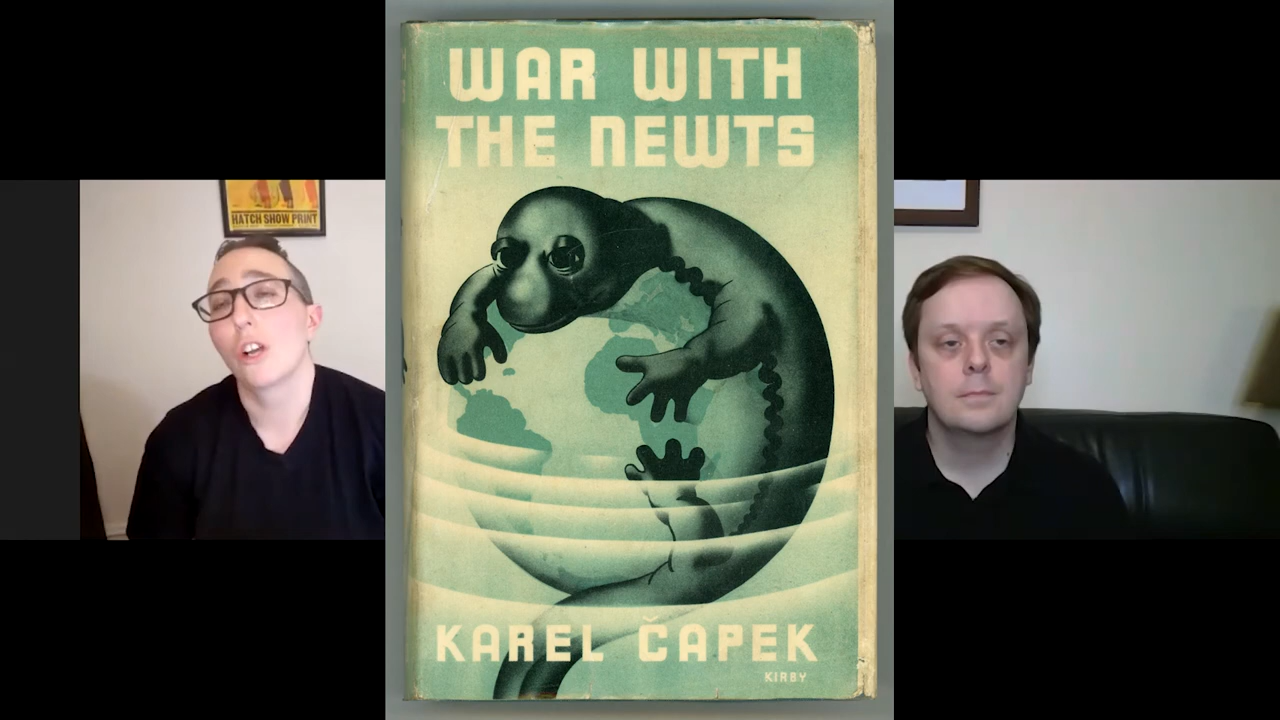 WAR WITH
THE NEWTS
HATCH SHOW PRINT
KAREL ČAPEK
KIRBY